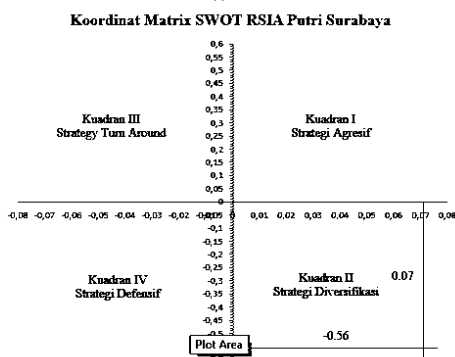 Koordinat Matrix SWOT RSIA Putri Surabaya
0,6
0,55
0,5
0,45
0,4
0,35
0,3
0,25
0,2
0,15
0,1
0,05
0
Kuadran III
Strategy Turn Around
Kuadran I
Strategi Agresif
-0,08 -0,07 -0,06 -0,05 -0,04 -0,03 -0,02 0 0,01 0,02 0,03 0,04 0,05 0,06 0,07 0,08
-0,1
-0,15
-0,2
-0,25
-0,3
-0,35
-0,4
-0,45
Kuadran IV
Strategi Defensif
Kuadran II
Strategi Diversifikasi
0.07
-0.56
Plot Area